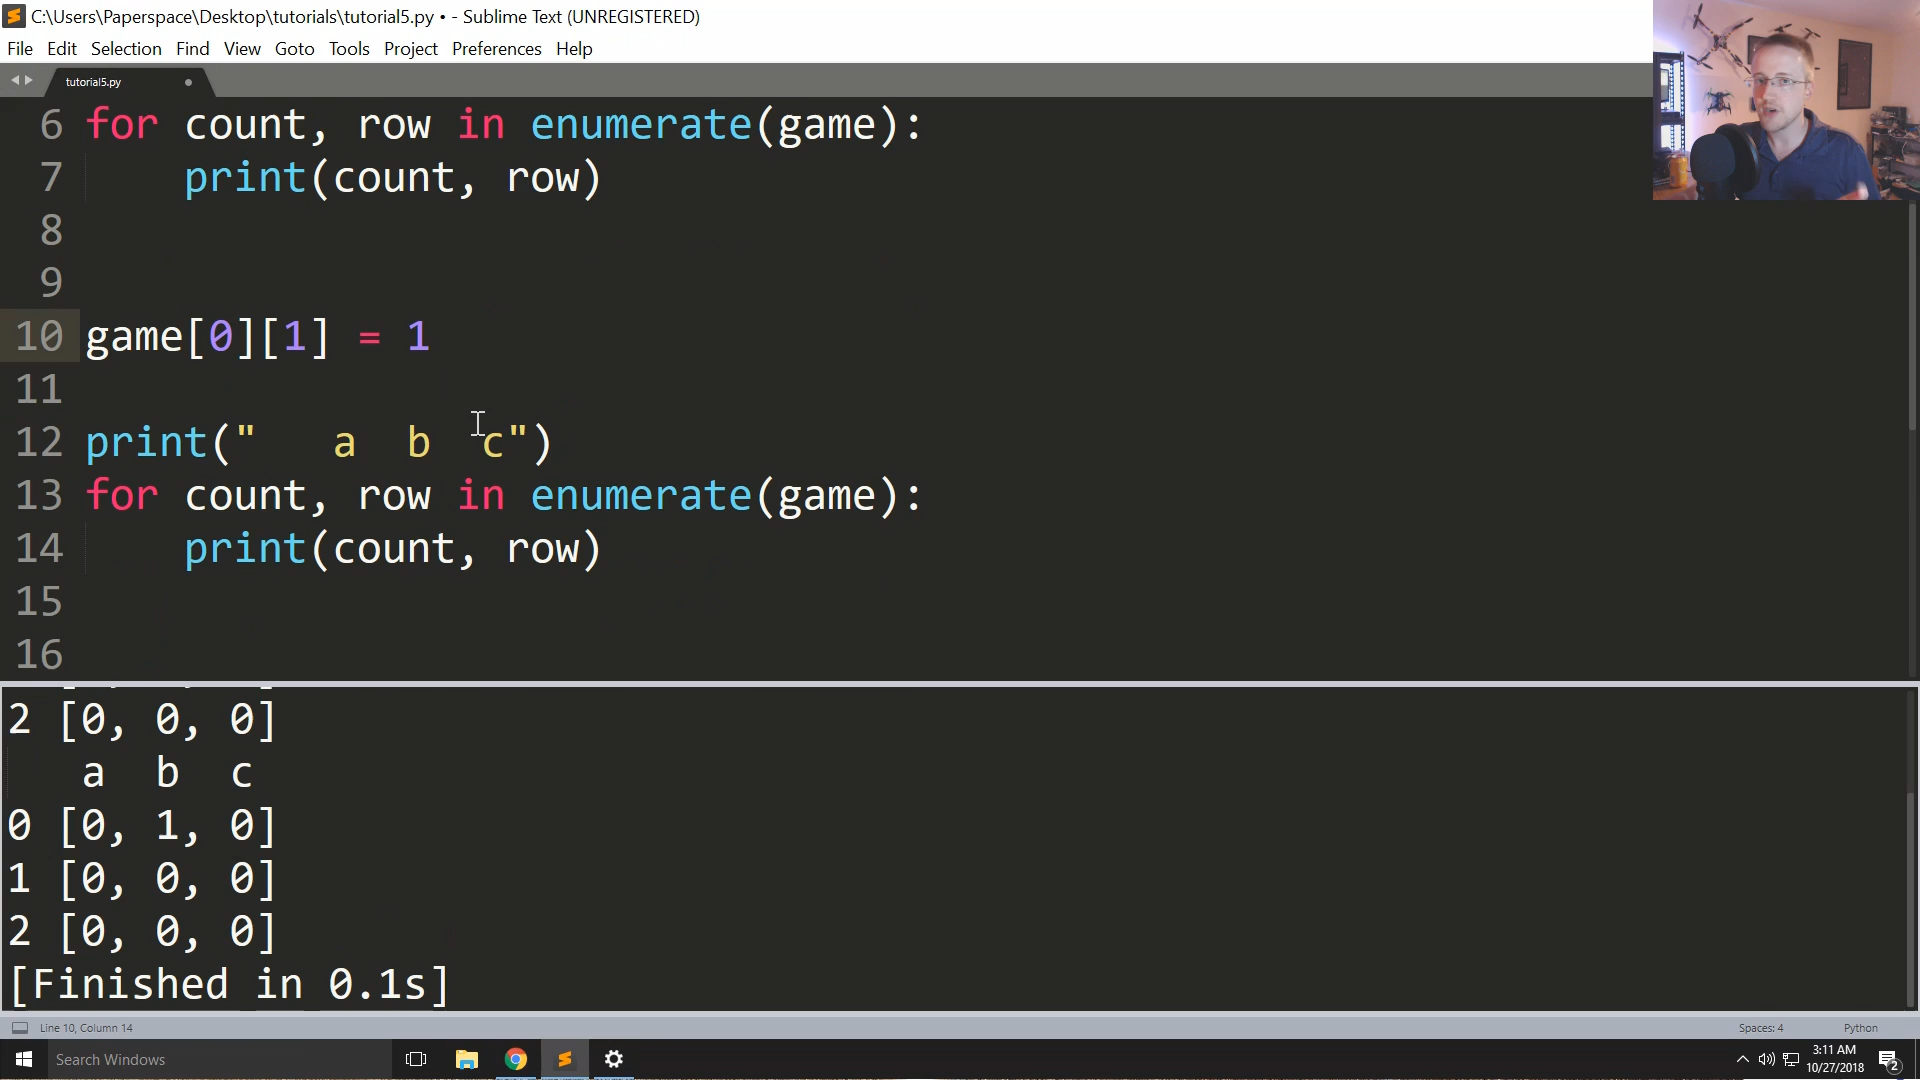 C:\Users\Paperspace\Desktop\tutorials\tutorial5.py • - Sublime Text (UNREGISTERED)
File Edit Selection Find View Goto Tools Project Preferences Help
tutorial5.py
6 for count, row in enumerate(game):
7     print(count, row)
8
9
10 game[0][1] = 1
11
12 print("   a  b  c")
13 for count, row in enumerate(game):
14     print(count, row)
15
16
2 [0, 0, 0]
   a  b  c
0 [0, 1, 0]
1 [0, 0, 0]
2 [0, 0, 0]
[Finished in 0.1s]
Line 10, Column 14 Spaces: 4 Python
Search Windows
3:11 AM
10/27/2018
2